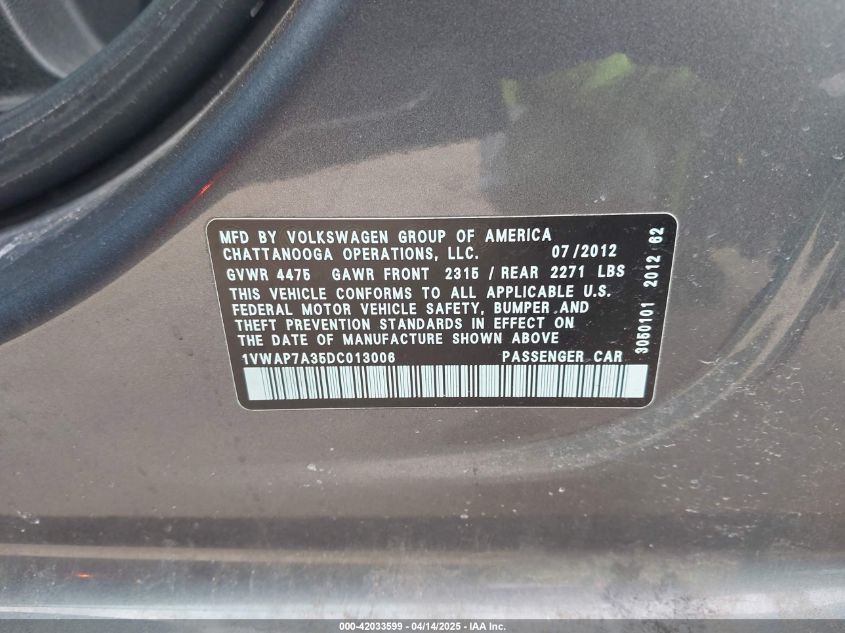 MFD BY VOLKSWAGEN GROUP OF AMERICA
CHATTANOOGA OPERATIONS, LLC. 07/2012
GVWR 4475 GAWR FRONT 2315 / REAR 2271 LBS
THIS VEHICLE CONFORMS TO ALL APPLICABLE U.S.
FEDERAL MOTOR VEHICLE SAFETY, BUMPER AND
THEFT PREVENTION STANDARDS IN EFFECT ON
THE DATE OF MANUFACTURE SHOWN ABOVE
1VWAP7A35DC013006 PASSENGER CAR
3050101 2012 62
000-42033599 - 04/14/2025 - IAA Inc.